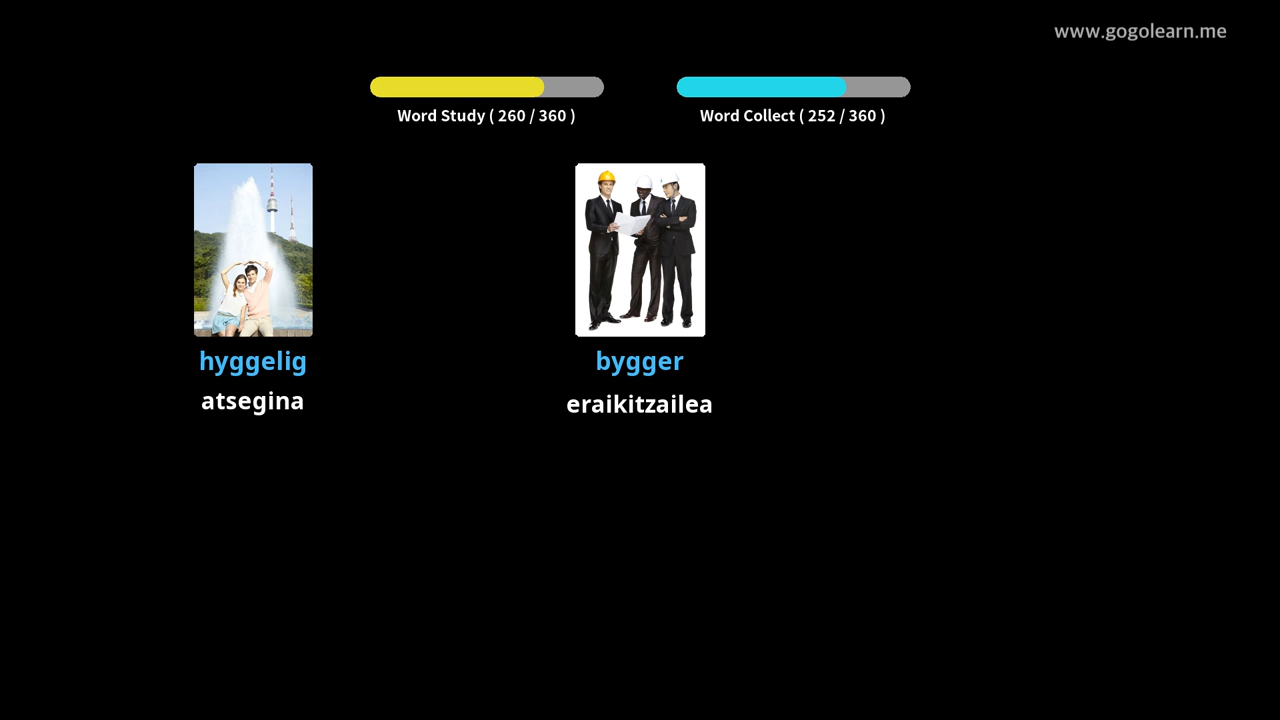 www.gogolearn.me
Word Study ( 260 / 360 )
Word Collect ( 252 / 360 )
hyggelig
bygger
atsegina
eraikitzailea